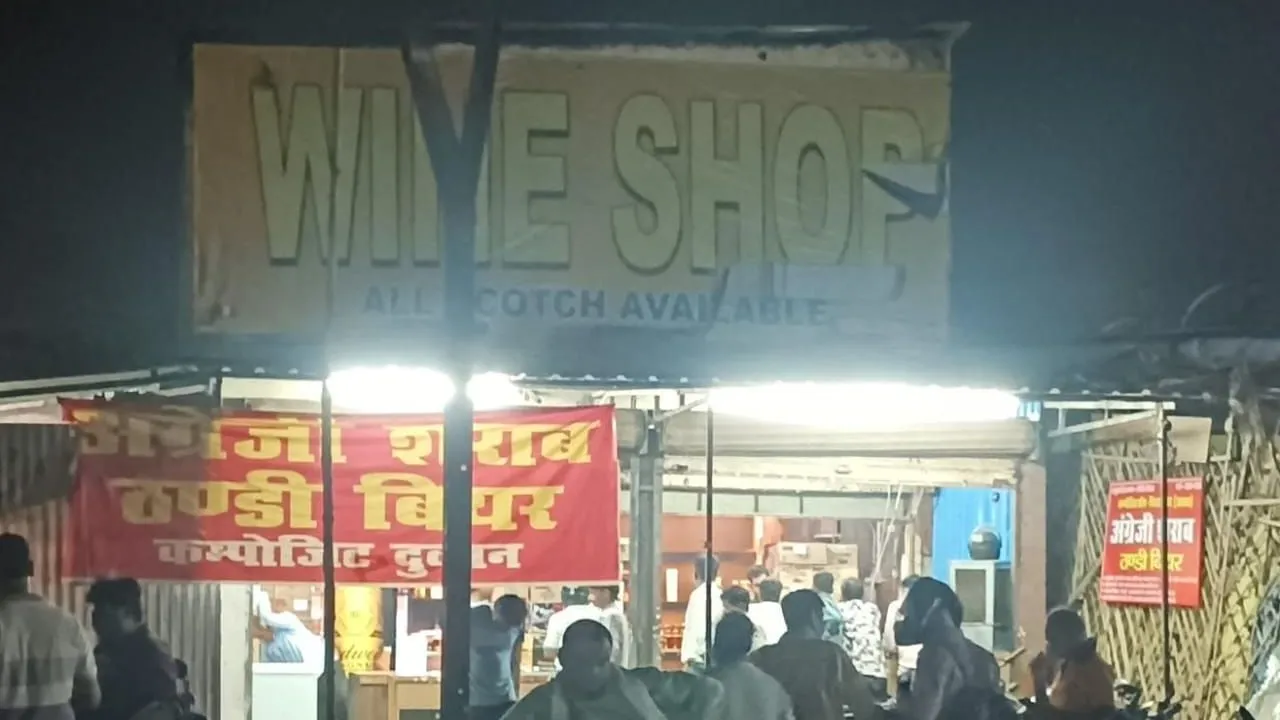 WINE SHOP
ALL SCOTCH AVAILABLE
अंग्रेजी शराब
ठण्डी बियर
कम्पोजिट दुकान
अंग्रेजी शराब
ठण्डी बियर